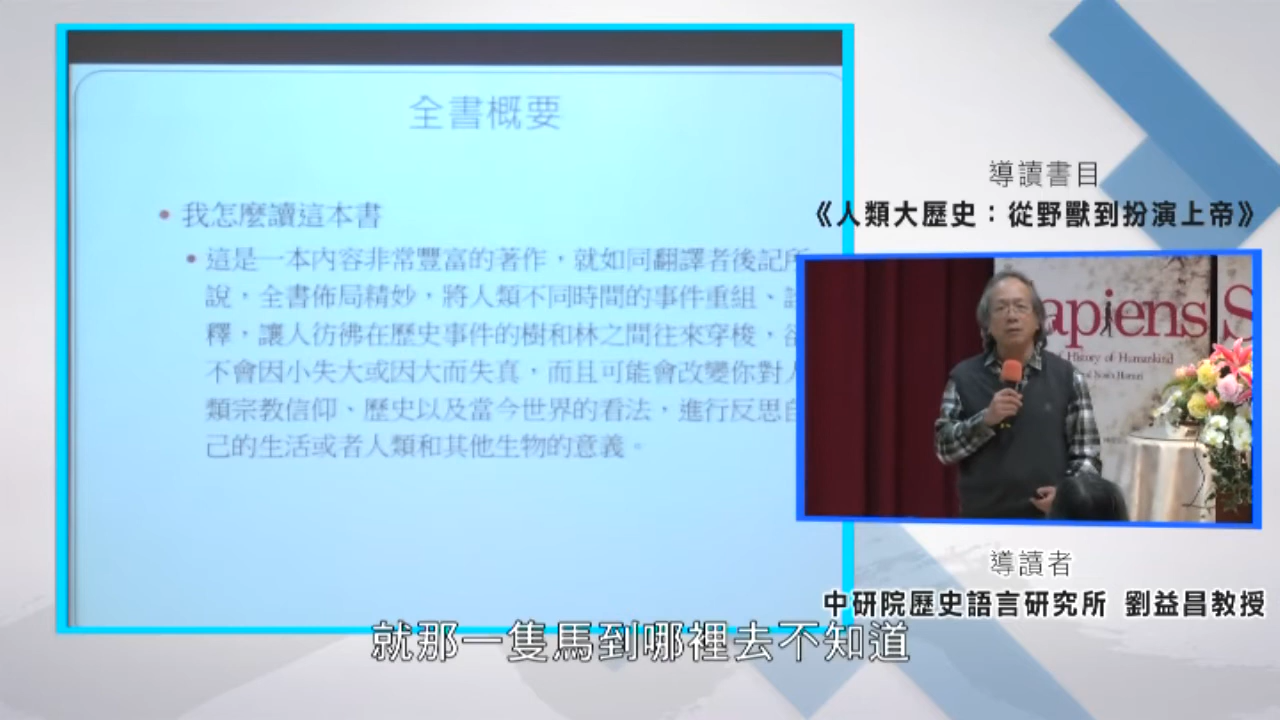 全書概要
我怎麼讀這本書
這是一本內容非常豐富的著作，就如同翻譯者後記所
說，全書佈局精妙，將人類不同時間的事件重組、
釋，讓人彷彿在歷史事件的樹和林之間往來穿梭，
不會因小失大或因大而失真，而且可能會改變你對人
類宗教信仰、歷史以及當今世界的看法，進行反思自
己的生活或者人類和其他生物的意義。
導讀書目
《人類大歷史：從野獸到扮演上帝》
apiens S
History of Humankind
Noah Harari
導讀者
中研院歷史語言研究所 劉益昌教授
就那一隻馬到哪裡去不知道